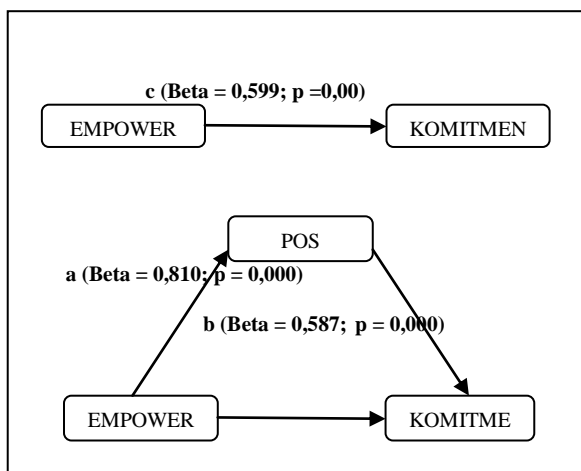 c (Beta = 0,599; p =0,00)
EMPOWER
KOMITMEN
POS
a (Beta = 0,810; p = 0,000)
b (Beta = 0,587; p = 0,000)
EMPOWER
KOMITME